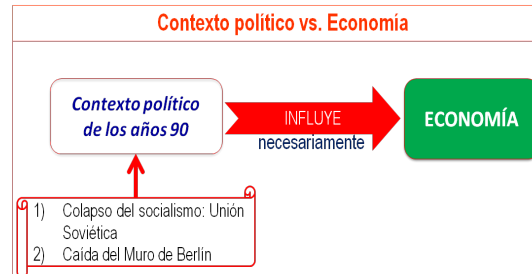 Contexto político vs. Economía
Contexto político
de los años 90
INFLUYE
necesariamente
ECONOMÍA
1) Colapso del socialismo: Unión
Soviética
2) Caída del Muro de Berlín